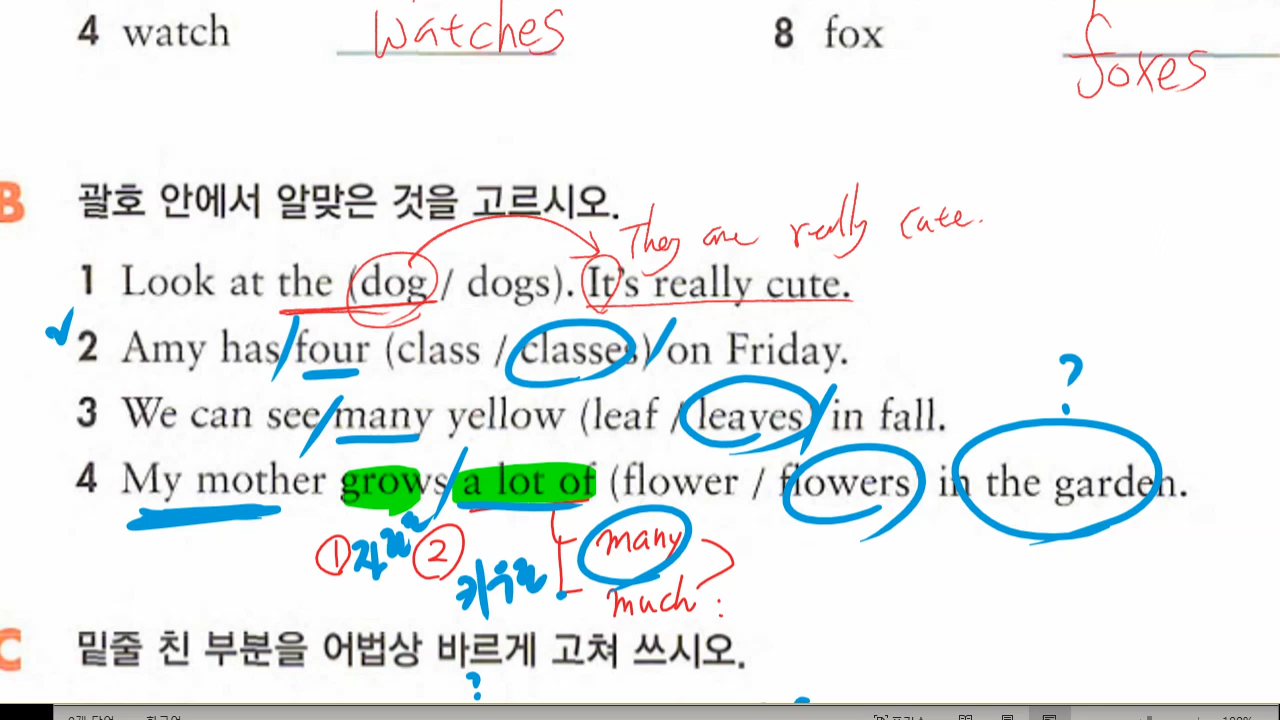 4 watch watches 8 fox foxes
B 괄호 안에서 알맞은 것을 고르시오.
They are really cute.
1 Look at the (dog / dogs). It's really cute.
2 Amy has four (class / classes) on Friday.
?
3 We can see many yellow (leaf / leaves) in fall.
4 My mother grows a lot of (flower / flowers) in the garden.
① ② many
키우다
much :
C 밑줄 친 부분을 어법상 바르게 고쳐 쓰시오.
?